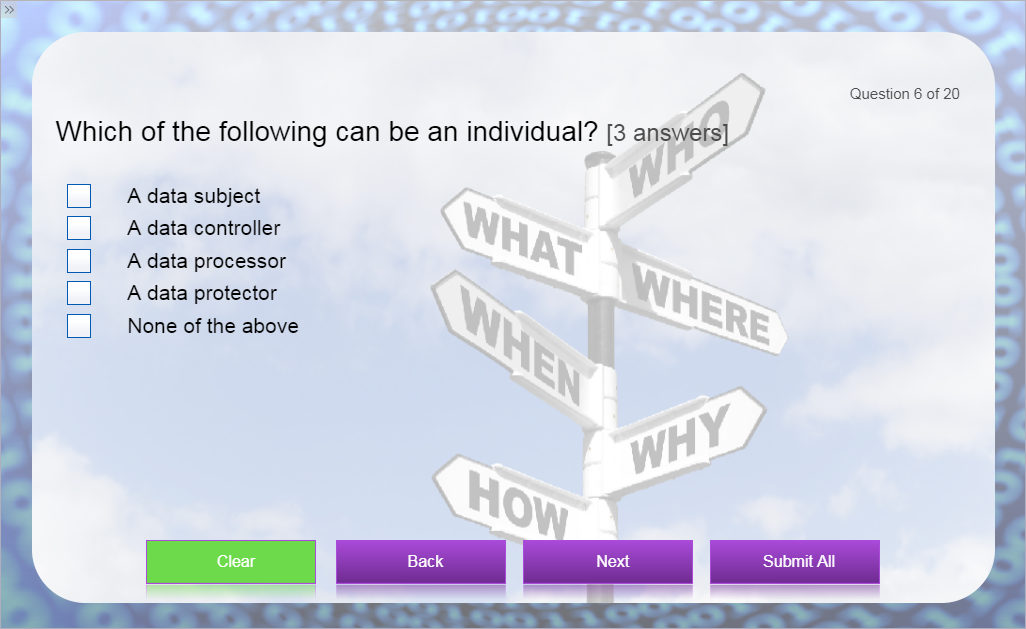 Question 6 of 20
Which of the following can be an individual? [3 answers]
A data subject
A data controller
A data processor
A data protector
None of the above
WHO
WHAT
WHERE
WHEN
WHY
HOW
Clear
Back
Next
Submit All